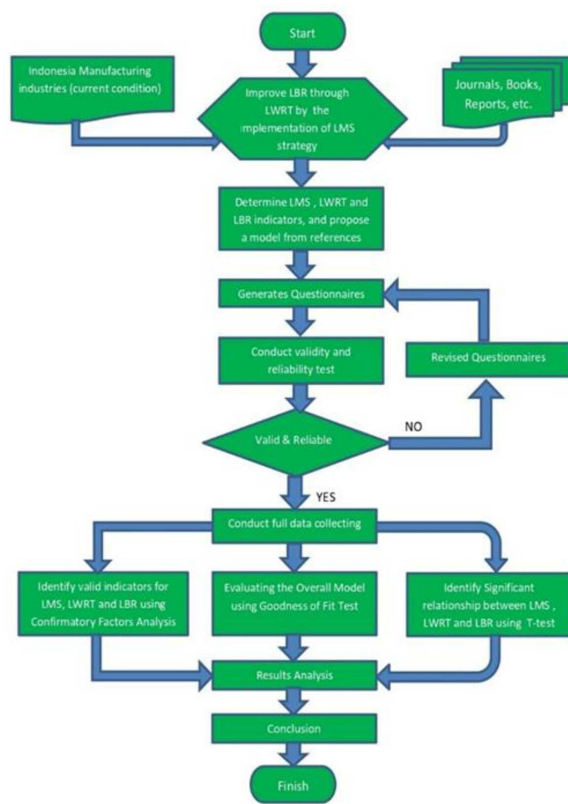 Start
Indonesia Manufacturing
industries (current condition)
Improve LBR through
LWRT by the
implementation of LMS
strategy
Journals, Books,
Reports, etc.
Determine LMS , LWRT and
LBR indicators, and propose
a model from references
Generates Questionnaires
Conduct validity and
reliability test
Revised Questionnaires
Valid & Reliable
NO
YES
Conduct full data collecting
Identify valid indicators for
LMS, LWRT and LBR using
Confirmatory Factors Analysis
Evaluating the Overall Model
using Goodness of Fit Test
Identify Significant
relationship between LMS ,
LWRT and LBR using T-test
Results Analysis
Conclusion
Finish